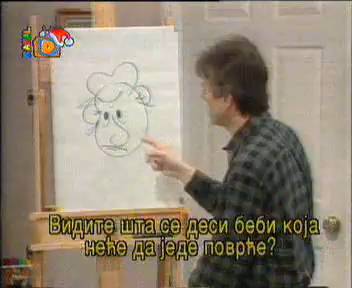 Видите шта се деси беби која
неће да једе поврће?